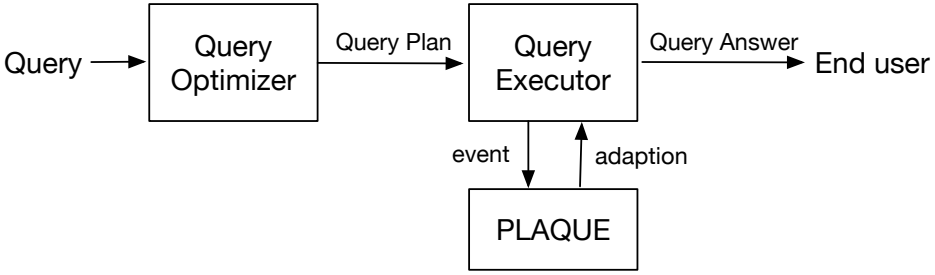 Query
Query
Optimizer
Query Plan
Query
Executor
Query Answer
End user
event
adaption
PLAQUE